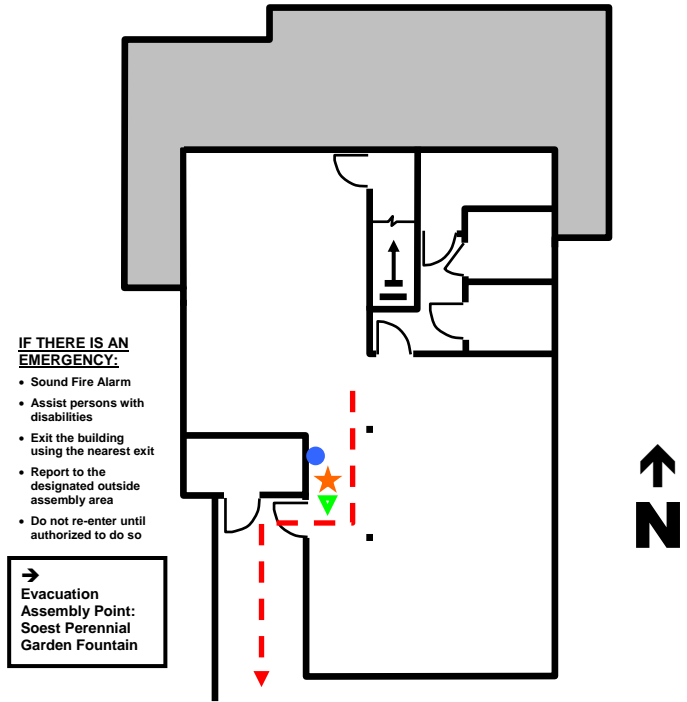 IF THERE IS AN
EMERGENCY:
• Sound Fire Alarm
• Assist persons with
disabilities
• Exit the building
using the nearest exit
• Report to the
designated outside
assembly area
• Do not re-enter until
authorized to do so
→
Evacuation
Assembly Point:
Soest Perennial
Garden Fountain
N